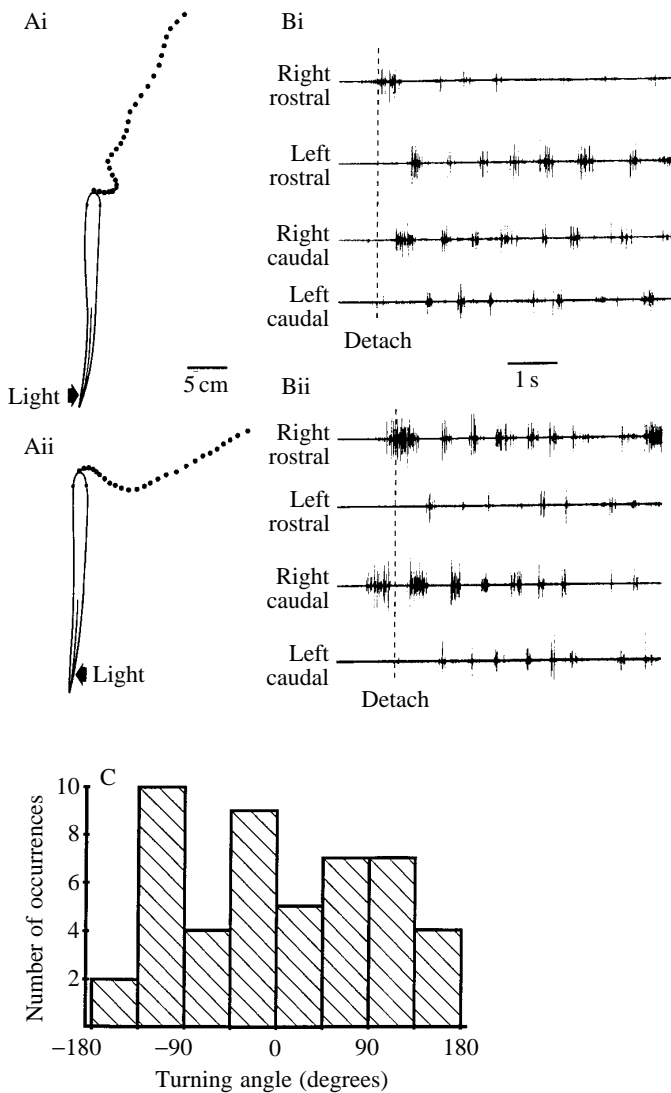 Ai
Bi
Right
rostral
Left
rostral
Right
caudal
Left
caudal
Detach
5 cm
1 s
Light
Aii
Bii
Right
rostral
Left
rostral
Right
caudal
Left
caudal
Light
Detach
C
10
8
6
4
2
Number of occurrences
−180 −90 0 90 180
Turning angle (degrees)